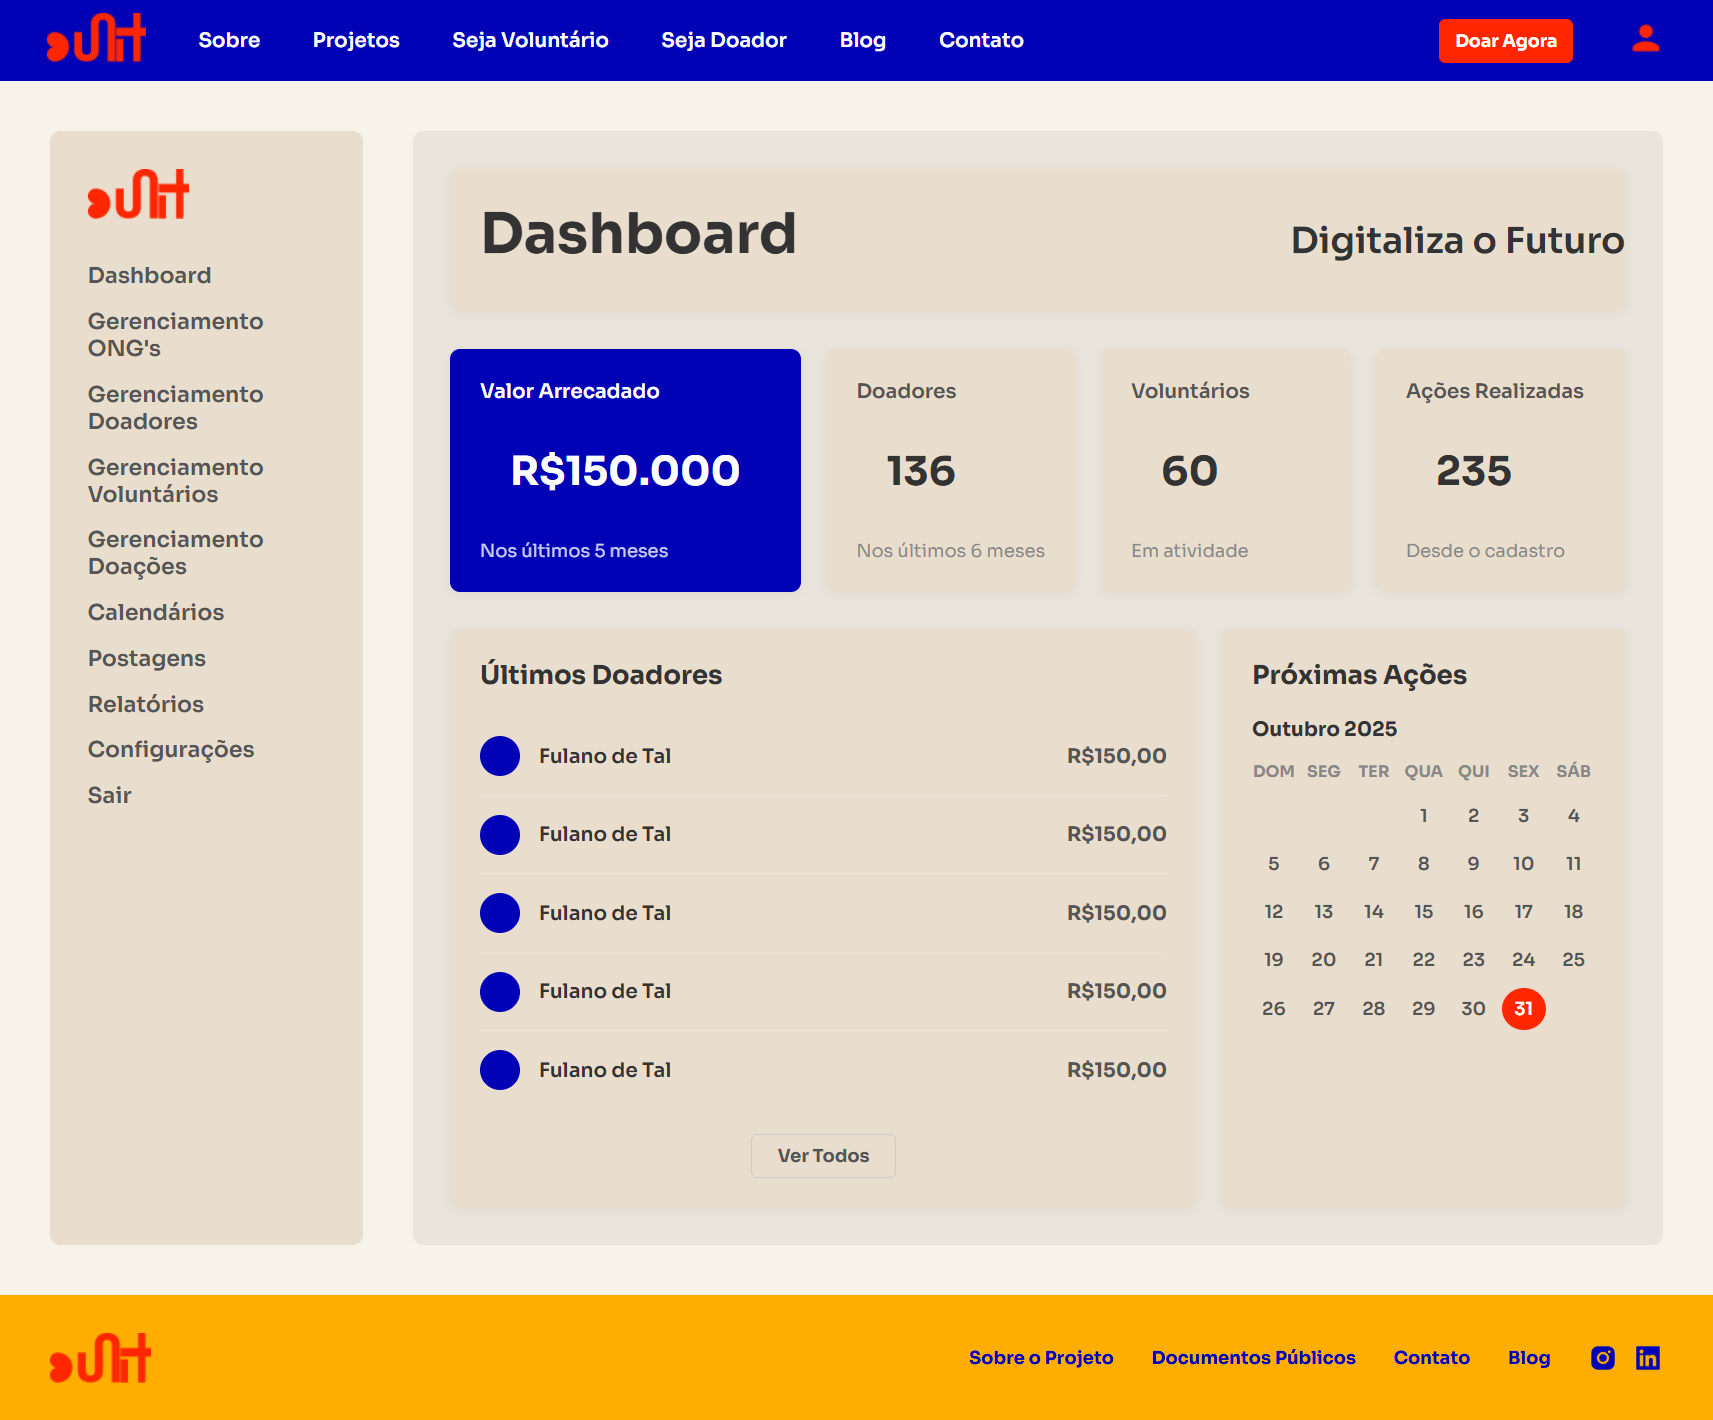 Sobre
Projetos
Seja Voluntário
Seja Doador
Blog
Contato
Doar Agora
Dashboard
Gerenciamento
ONG's
Gerenciamento
Doadores
Gerenciamento
Voluntários
Gerenciamento
Doações
Calendários
Postagens
Relatórios
Configurações
Sair
Dashboard
Digitaliza o Futuro
Valor Arrecadado
R$150.000
Nos últimos 5 meses
Doadores
136
Nos últimos 6 meses
Voluntários
60
Em atividade
Ações Realizadas
235
Desde o cadastro
Últimos Doadores
Fulano de Tal R$150,00
Fulano de Tal R$150,00
Fulano de Tal R$150,00
Fulano de Tal R$150,00
Fulano de Tal R$150,00
Ver Todos
Próximas Ações
Outubro 2025
DOM SEG TER QUA QUI SEX SÁB
1 2 3 4
5 6 7 8 9 10 11
12 13 14 15 16 17 18
19 20 21 22 23 24 25
26 27 28 29 30 31
Sobre o Projeto
Documentos Públicos
Contato
Blog
in